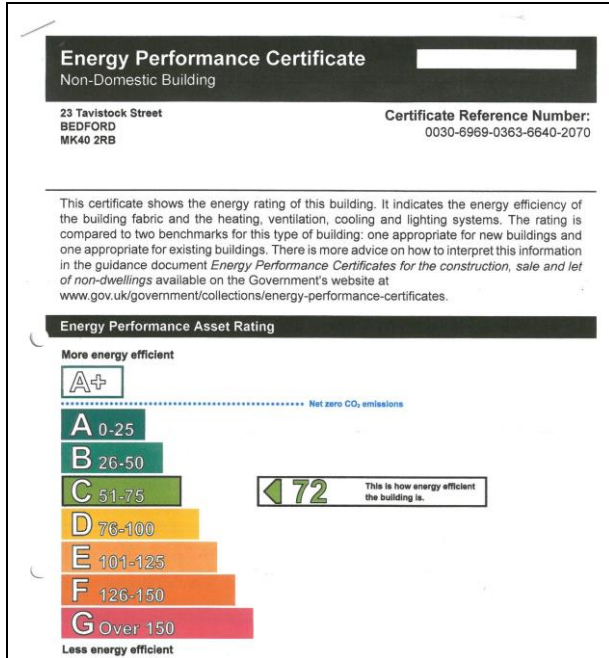 Energy Performance Certificate
Non-Domestic Building
23 Tavistock Street
BEDFORD
MK40 2RB
Certificate Reference Number:
0030-6969-0363-6640-2070
This certificate shows the energy rating of this building. It indicates the energy efficiency of
the building fabric and the heating, ventilation, cooling and lighting systems. The rating is
compared to two benchmarks for this type of building: one appropriate for new buildings and
one appropriate for existing buildings. There is more advice on how to interpret this information
in the guidance document Energy Performance Certificates for the construction, sale and let
of non-dwellings available on the Government's website at
www.gov.uk/government/collections/energy-performance-certificates.
Energy Performance Asset Rating
More energy efficient
A+
Net zero CO₂ emissions
A 0-25
B 26-50
C 51-75
72
This is how energy efficient
the building is.
D 76-100
E 101-125
F 126-150
G Over 150
Less energy efficient